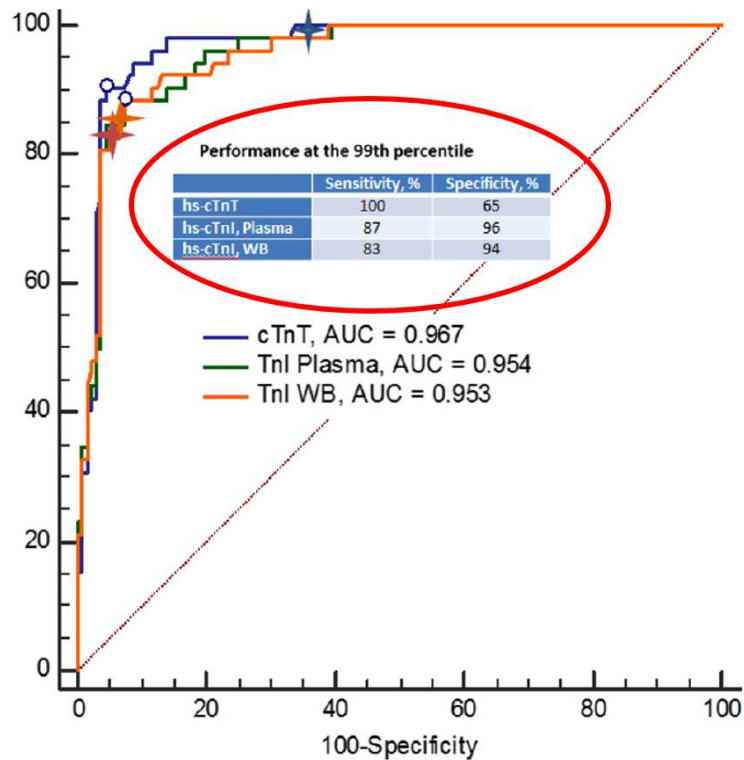 100
80
60
40
20
0
Performance at the 99th percentile
Sensitivity, % Specificity, %
hs-cTnT 100 65
hs-cTnI, Plasma 87 96
hs-cTnI, WB 83 94
cTnT, AUC = 0.967
TnI Plasma, AUC = 0.954
TnI WB, AUC = 0.953
0 20 40 60 80 100
100-Specificity